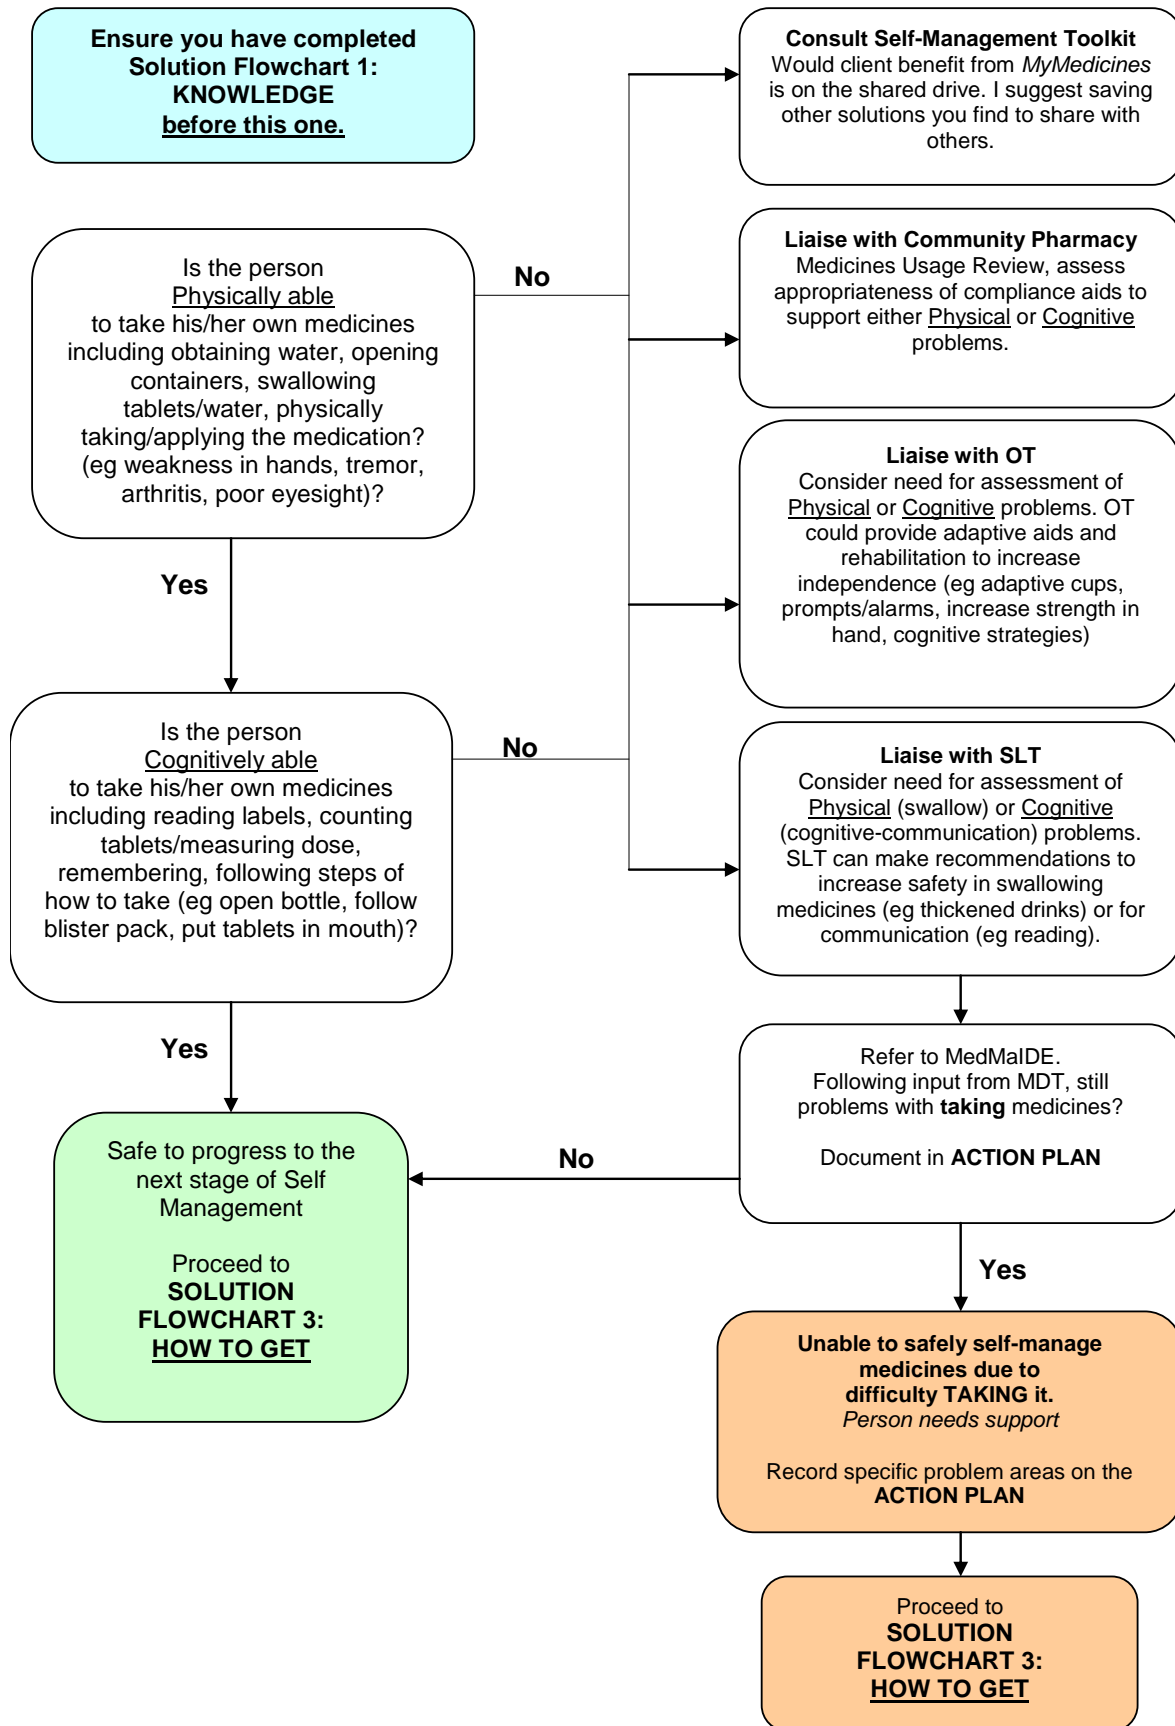 Ensure you have completed
Solution Flowchart 1:
KNOWLEDGE
before this one.
Is the person
Physically able
to take his/her own medicines
including obtaining water, opening
containers, swallowing
tablets/water, physically
taking/applying the medication?
(eg weakness in hands, tremor,
arthritis, poor eyesight)?
No
Yes
Is the person
Cognitively able
to take his/her own medicines
including reading labels, counting
tablets/measuring dose,
remembering, following steps of
how to take (eg open bottle, follow
blister pack, put tablets in mouth)?
No
Yes
Safe to progress to the
next stage of Self
Management
Proceed to
SOLUTION
FLOWCHART 3:
HOW TO GET
Consult Self-Management Toolkit
Would client benefit from MyMedicines
is on the shared drive. I suggest saving
other solutions you find to share with
others.
Liaise with Community Pharmacy
Medicines Usage Review, assess
appropriateness of compliance aids to
support either Physical or Cognitive
problems.
Liaise with OT
Consider need for assessment of
Physical or Cognitive problems. OT
could provide adaptive aids and
rehabilitation to increase
independence (eg adaptive cups,
prompts/alarms, increase strength in
hand, cognitive strategies)
Liaise with SLT
Consider need for assessment of
Physical (swallow) or Cognitive
(cognitive-communication) problems.
SLT can make recommendations to
increase safety in swallowing
medicines (eg thickened drinks) or for
communication (eg reading).
Refer to MedMaIDE.
Following input from MDT, still
problems with taking medicines?
Document in ACTION PLAN
No
Yes
Unable to safely self-manage
medicines due to
difficulty TAKING it.
Person needs support
Record specific problem areas on the
ACTION PLAN
Proceed to
SOLUTION
FLOWCHART 3:
HOW TO GET